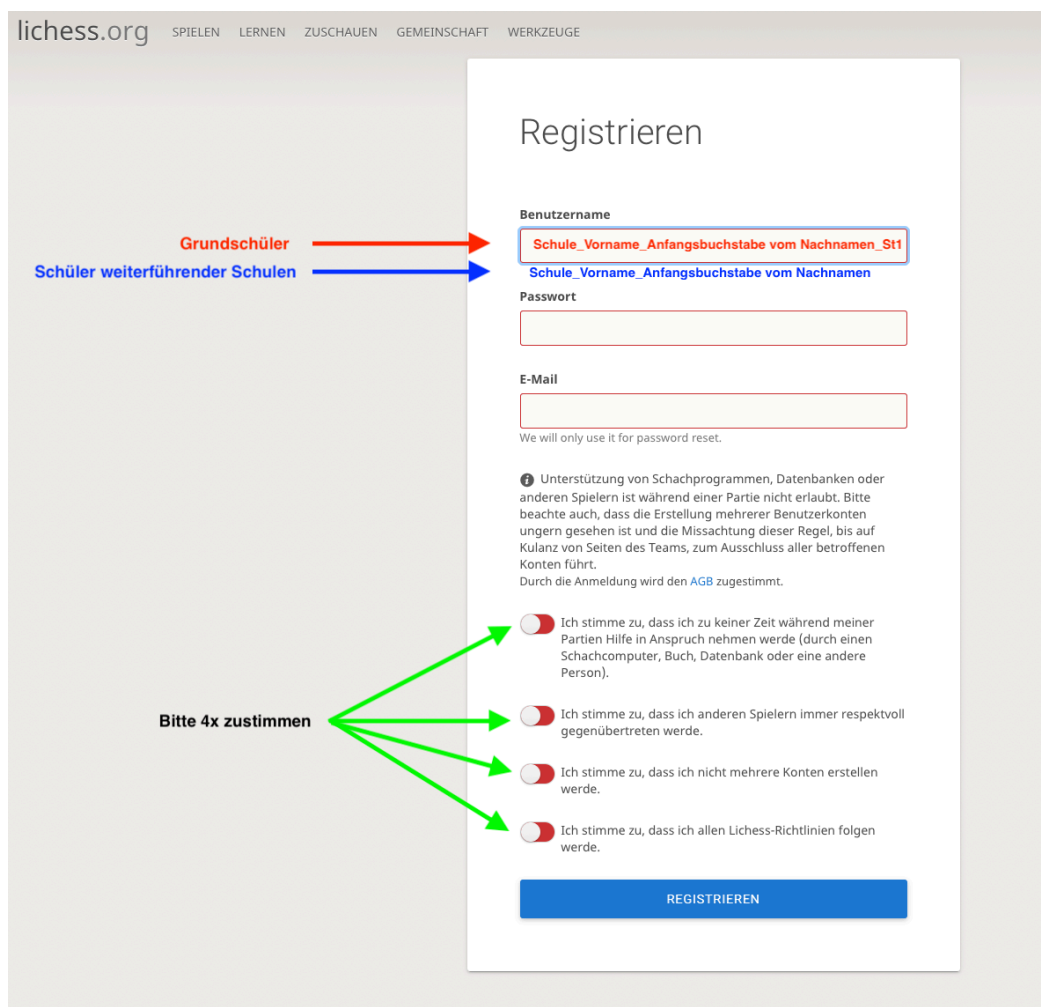 lichess.org SPIELEN LERNEN ZUSCHAUEN GEMEINSCHAFT WERKZEUGE
Registrieren
Benutzername
Grundschüler
Schule_Vorname_Anfangsbuchstabe vom Nachnamen_St1
Schüler weiterführender Schulen
Schule_Vorname_Anfangsbuchstabe vom Nachnamen
Passwort
E-Mail
We will only use it for password reset.
Unterstützung von Schachprogrammen, Datenbanken oder
anderen Spielern ist während einer Partie nicht erlaubt. Bitte
beachte auch, dass die Erstellung mehrerer Benutzerkonten
ungern gesehen ist und die Missachtung dieser Regel, bis auf
Kulanz von Seiten des Teams, zum Ausschluss aller betroffenen
Konten führt.
Durch die Anmeldung wird den AGB zugestimmt.
Ich stimme zu, dass ich zu keiner Zeit während meiner
Partien Hilfe in Anspruch nehmen werde (durch einen
Schachcomputer, Buch, Datenbank oder eine andere
Person).
Bitte 4x zustimmen
Ich stimme zu, dass ich anderen Spielern immer respektvoll
gegenübertreten werde.
Ich stimme zu, dass ich nicht mehrere Konten erstellen
werde.
Ich stimme zu, dass ich allen Lichess-Richtlinien folgen
werde.
REGISTRIEREN